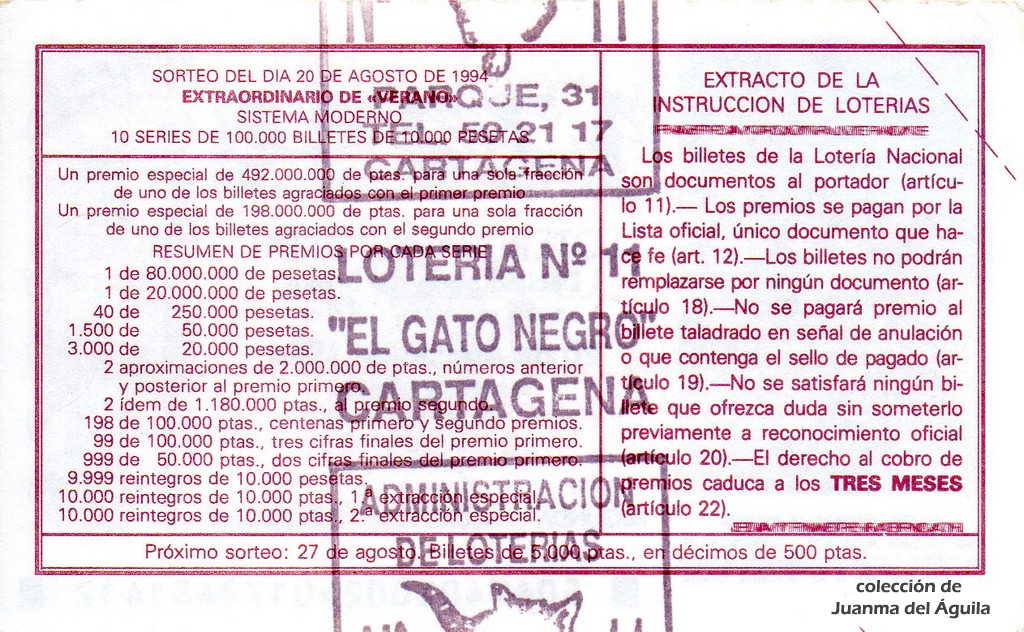 SORTEO DEL DIA 20 DE AGOSTO DE 1994
EXTRAORDINARIO DE «VERANO»
SISTEMA MODERNO
10 SERIES DE 100.000 BILLETES DE 10.000 PESETAS
Un premio especial de 492.000.000 de ptas. para una sola fracción
de uno de los billetes agraciados con el primer premio
Un premio especial de 198.000.000 de ptas. para una sola fracción
de uno de los billetes agraciados con el segundo premio
RESUMEN DE PREMIOS POR CADA SERIE
1 de 80.000.000 de pesetas.
1 de 20.000.000 de pesetas.
40 de 250.000 pesetas.
1.500 de 50.000 pesetas.
3.000 de 20.000 pesetas.
2 aproximaciones de 2.000.000 de ptas., números anterior
y posterior al premio primero.
2 ídem de 1.180.000 ptas., al premio segundo.
198 de 100.000 ptas., centenas primero y segundo premios.
99 de 100.000 ptas., tres cifras finales del premio primero.
999 de 50.000 ptas., dos cifras finales del premio primero.
9.999 reintegros de 10.000 pesetas.
10.000 reintegros de 10.000 ptas., 1.ª extracción especial.
10.000 reintegros de 10.000 ptas., 2.ª extracción especial.
EXTRACTO DE LA
INSTRUCCION DE LOTERIAS
Los billetes de la Lotería Nacional
son documentos al portador (artícu-
lo 11).— Los premios se pagan por la
Lista oficial, único documento que ha-
ce fe (art. 12).—Los billetes no podrán
remplazarse por ningún documento (ar-
tículo 18).—No se pagará premio al
billete taladrado en señal de anulación
o que contenga el sello de pagado (ar-
tículo 19).—No se satisfará ningún bi-
llete que ofrezca duda sin someterlo
previamente a reconocimiento oficial
(artículo 20).—El derecho al cobro de
premios caduca a los TRES MESES
(artículo 22).
Próximo sorteo: 27 de agosto. Billetes de 5.000 ptas., en décimos de 500 ptas.
PARQUE, 31
TEL. 50 21 17
CARTAGENA
LOTERIA Nº 11
"EL GATO NEGRO"
CARTAGENA
ADMINISTRACION
DE LOTERIAS
colección de
Juanma del Águila